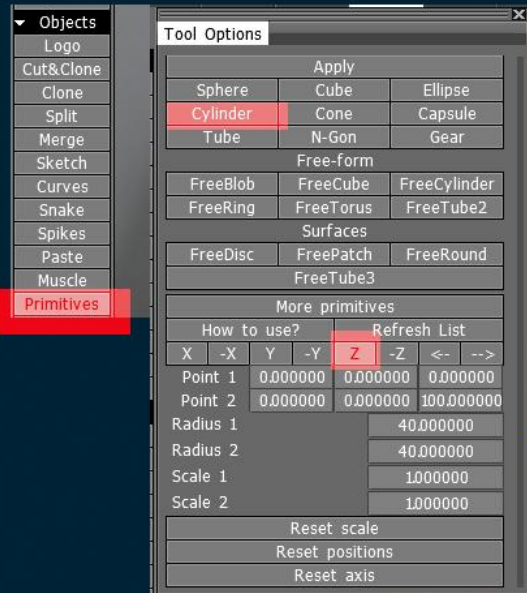 Objects
Logo
Cut&Clone
Clone
Split
Merge
Sketch
Curves
Snake
Spikes
Paste
Muscle
Primitives
Tool Options
Apply
Sphere Cube Ellipse
Cylinder Cone Capsule
Tube N-Gon Gear
Free-form
FreeBlob FreeCube FreeCylinder
FreeRing FreeTorus FreeTube2
Surfaces
FreeDisc FreePatch FreeRound
FreeTube3
More primitives
How to use? Refresh List
X -X Y -Y Z -Z <-- -->
Point 1 0.000000 0.000000 0.000000
Point 2 0.000000 0.000000 100.000000
Radius 1 40.000000
Radius 2 40.000000
Scale 1 1.000000
Scale 2 1.000000
Reset scale
Reset positions
Reset axis